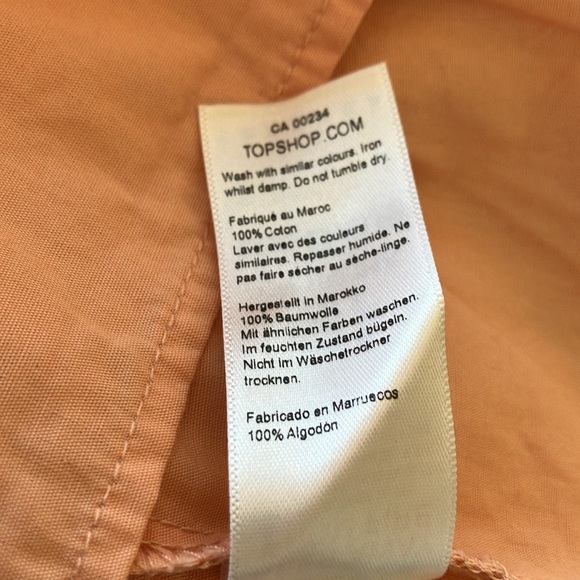 CA 00234
TOPSHOP.COM
Wash with similar colours. Iron
whilst damp. Do not tumble dry.
Fabriqué au Maroc
100% Coton
Laver avec des couleurs
similaires. Repasser humide. Ne
pas faire sécher au sèche-linge.
Hergestellt in Marokko
100% Baumwolle
Mit ähnlichen Farben waschen.
Im feuchten Zustand bügeln.
Nicht im Wäschetrockner
trocknen.
Fabricado en Marruecos
100% Algodón